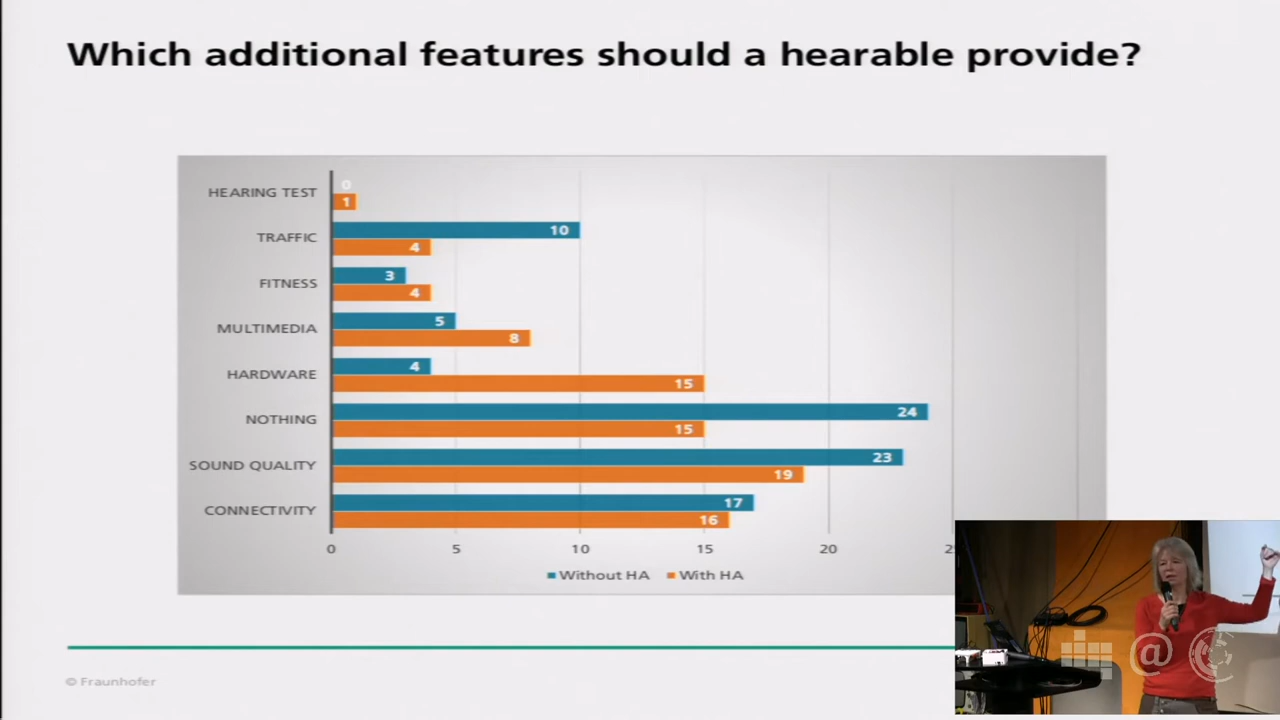 Which additional features should a hearable provide?
HEARING TEST
0
1
TRAFFIC
10
4
FITNESS
3
4
MULTIMEDIA
5
8
HARDWARE
4
15
NOTHING
24
15
SOUND QUALITY
23
19
CONNECTIVITY
17
16
0 5 10 15 20
Without HA With HA
© Fraunhofer
@